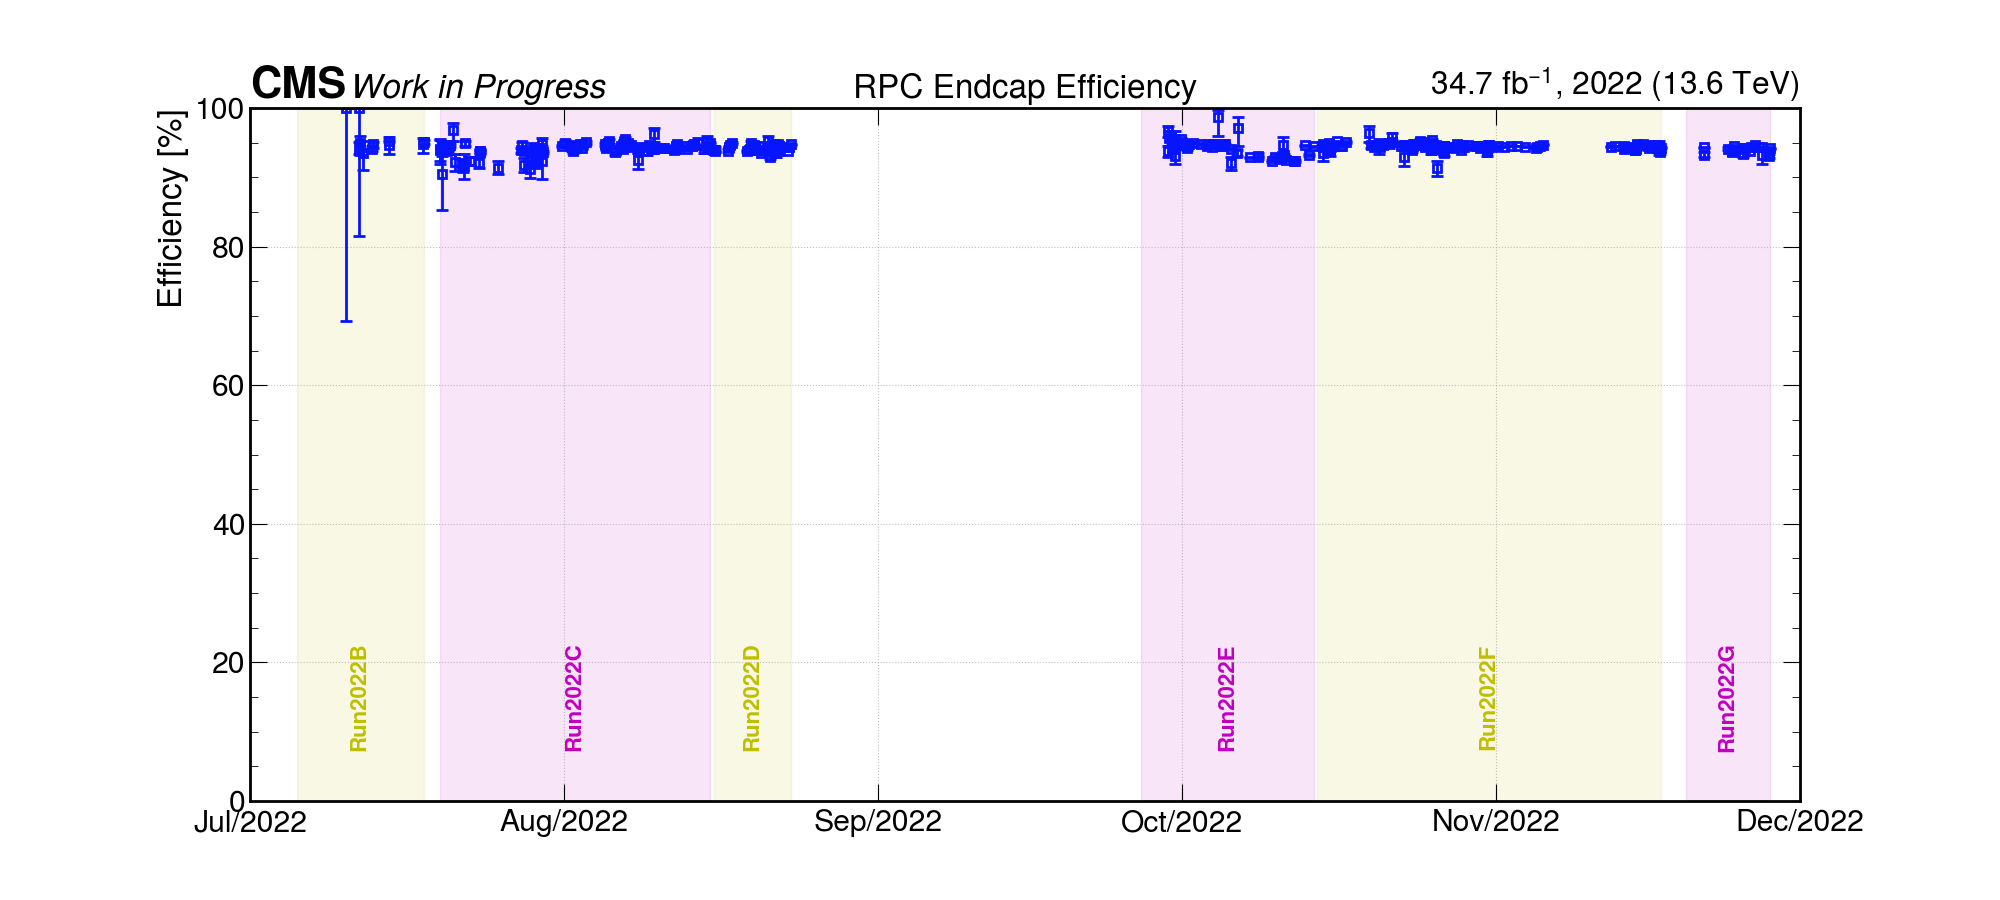 CMS Work in Progress RPC Endcap Efficiency 34.7 fb⁻¹, 2022 (13.6 TeV)
Efficiency [%]
100
80
60
40
20
0
Run2022B Run2022C Run2022D Run2022E Run2022F Run2022G
Jul/2022 Aug/2022 Sep/2022 Oct/2022 Nov/2022 Dec/2022